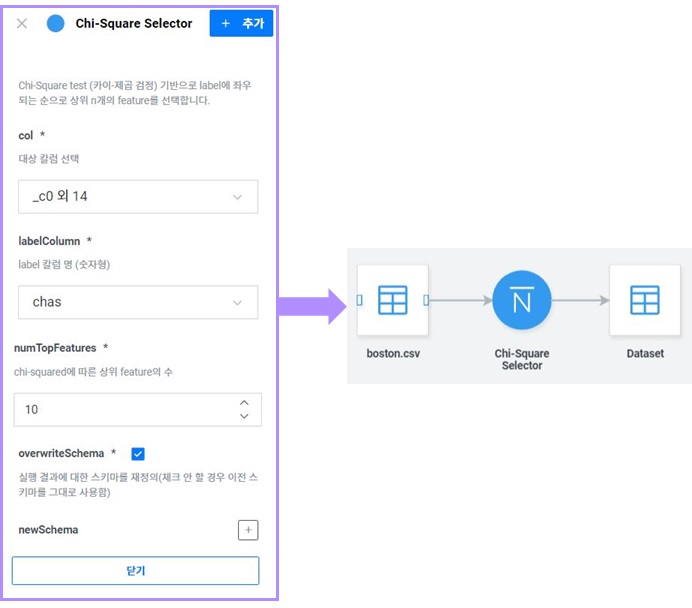 Chi-Square Selector
+ 추가
Chi-Square test (카이-제곱 검정) 기반으로 label에 좌우
되는 순으로 상위 n개의 feature를 선택합니다.
col *
대상 칼럼 선택
_c0 외 14
labelColumn *
label 칼럼 명 (숫자형)
chas
numTopFeatures *
chi-squared에 따른 상위 feature의 수
10
overwriteSchema *
실행 결과에 대한 스키마를 재정의(체크 안 할 경우 이전 스
키마를 그대로 사용함)
newSchema
+
닫기
N
boston.csv
Chi-Square
Selector
Dataset